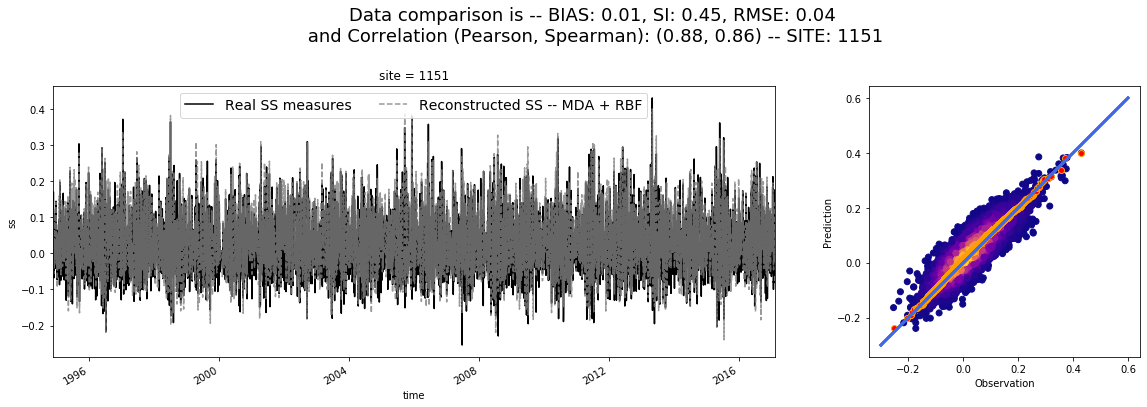 Data comparison is -- BIAS: 0.01, SI: 0.45, RMSE: 0.04
and Correlation (Pearson, Spearman): (0.88, 0.86) -- SITE: 1151
site = 1151
Real SS measures
Reconstructed SS -- MDA + RBF
ss
0.4
0.3
0.2
0.1
0.0
−0.1
−0.2
1996
2000
2004
2008
2012
2016
time
Prediction
0.6
0.4
0.2
0.0
−0.2
−0.2
0.0
0.2
0.4
0.6
Observation